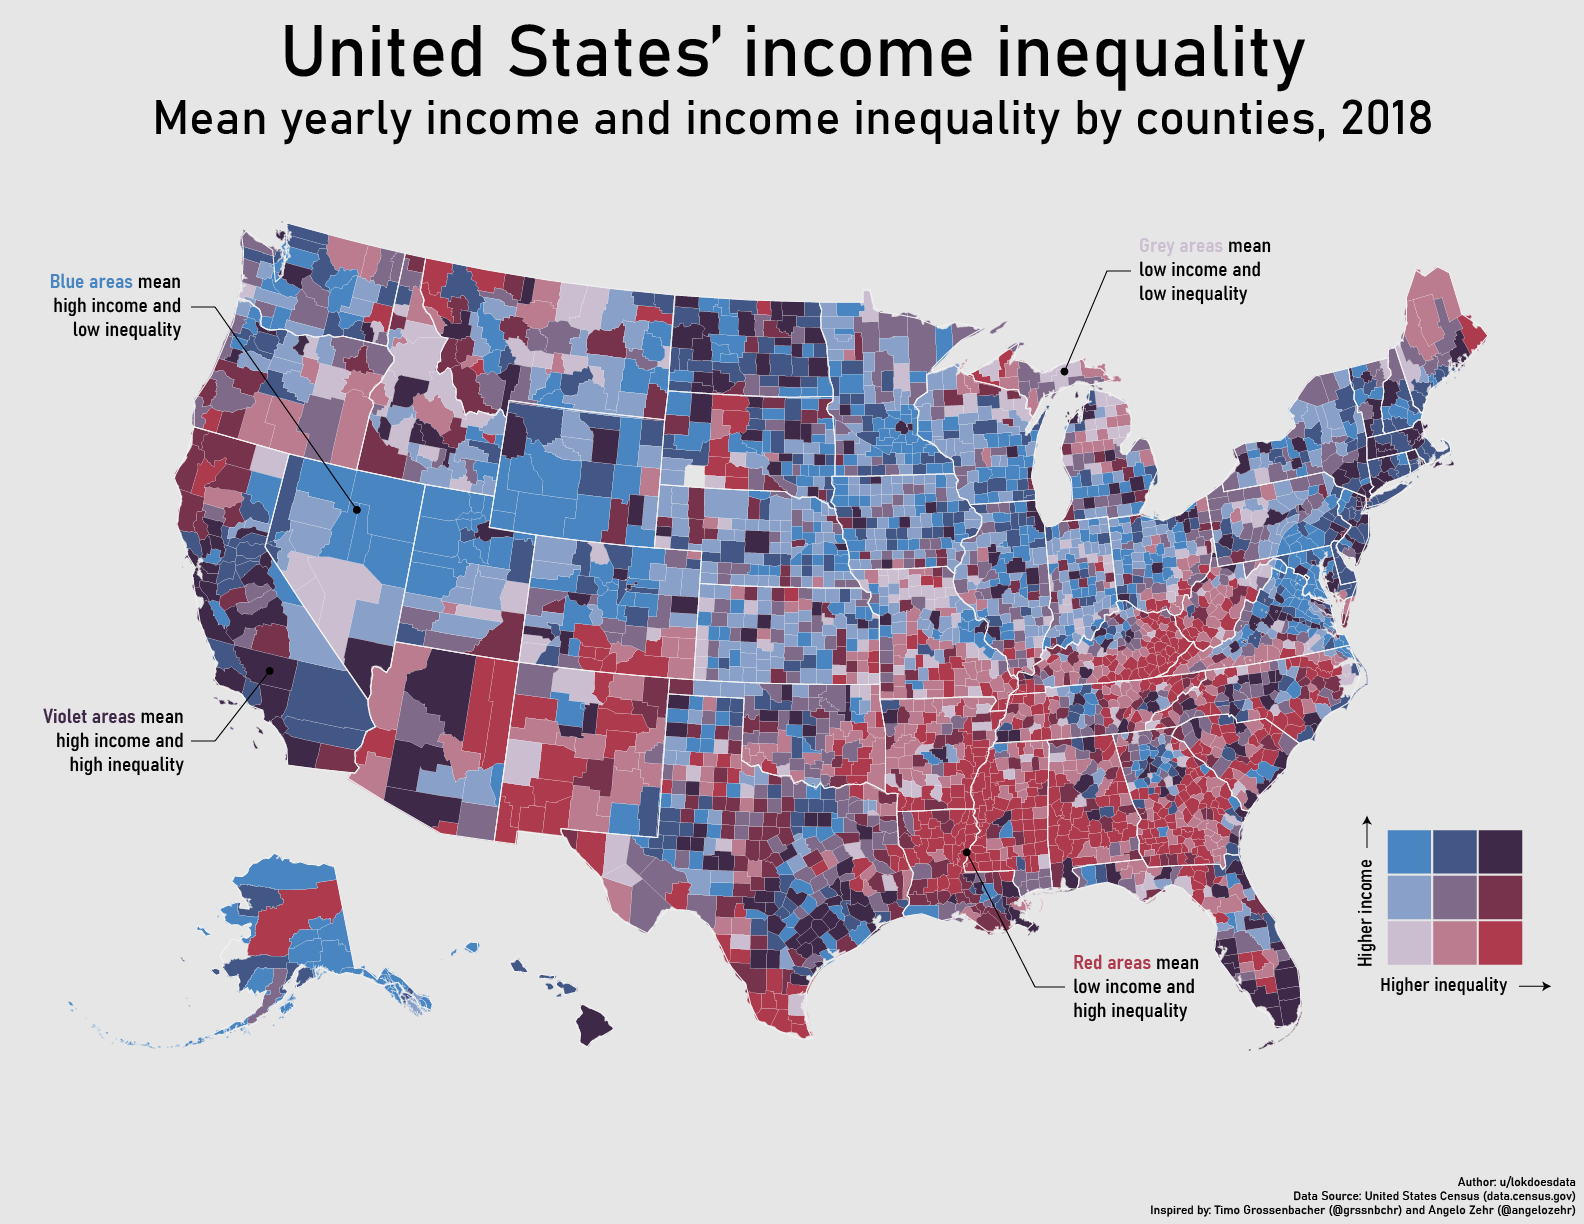 United States’ income inequality
Mean yearly income and income inequality by counties, 2018
Blue areas mean
high income and
low inequality
Grey areas mean
low income and
low inequality
Violet areas mean
high income and
high inequality
Red areas mean
low income and
high inequality
Higher income
Higher inequality
Author: u/lokdoesdata
Data Source: United States Census (data.census.gov)
Inspired by: Timo Grossenbacher (@grssnbchr) and Angelo Zehr (@angelozehr)